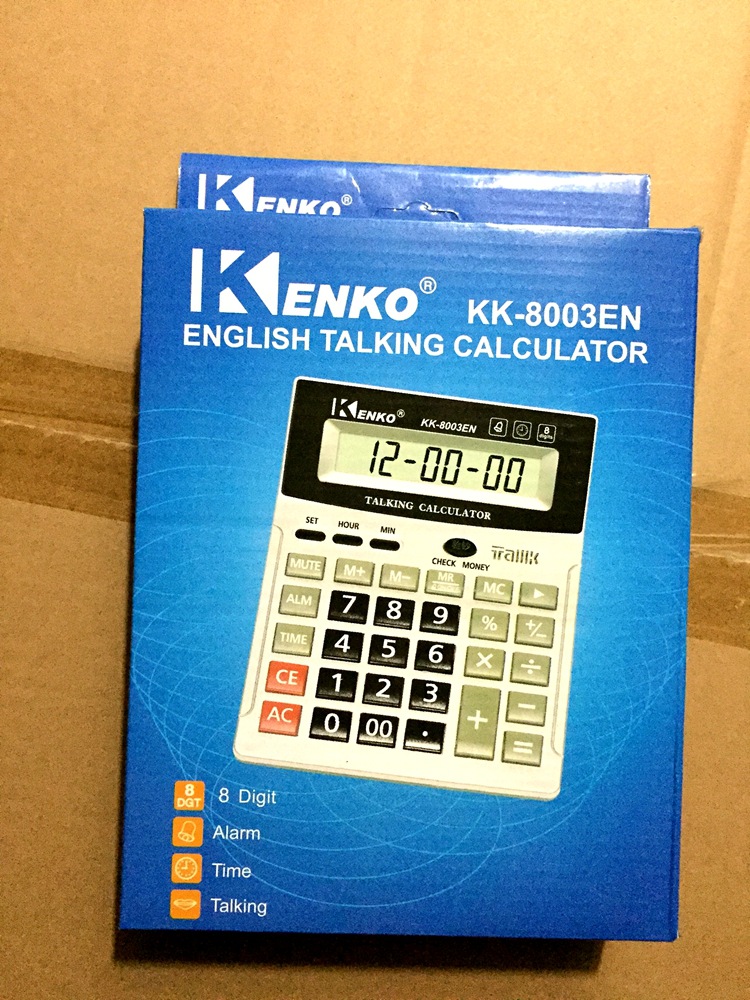 KENKO®
KENKO® KK-8003EN
ENGLISH TALKING CALCULATOR
KENKO® KK-8003EN 8 digits
12-00-00
TALKING CALCULATOR
SET HOUR MIN
CHECK MONEY
MUTE M+ M- MR MC ▶
ALM 7 8 9 % +/-
TIME 4 5 6 × ÷
CE 1 2 3 + −
AC 0 00 . =
8 DGT 8 Digit
Alarm
Time
Talking